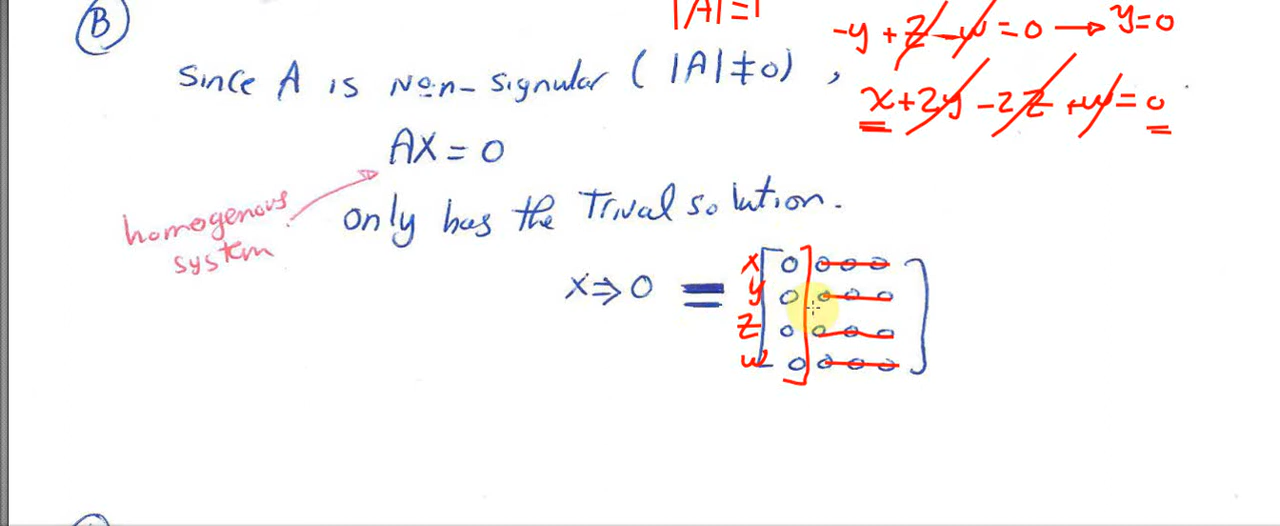 B
|A|=1
-y+z-w=0→y=0
Since A is Non-signular (|A|≠0),
x+2y-2z+w=0
AX=0
homogenous
system
only has the Trival solution.
X⇒0 =
x [0] 0 0 0
y 0 0 0 0
z 0 0 0 0
w 0 0 0 0